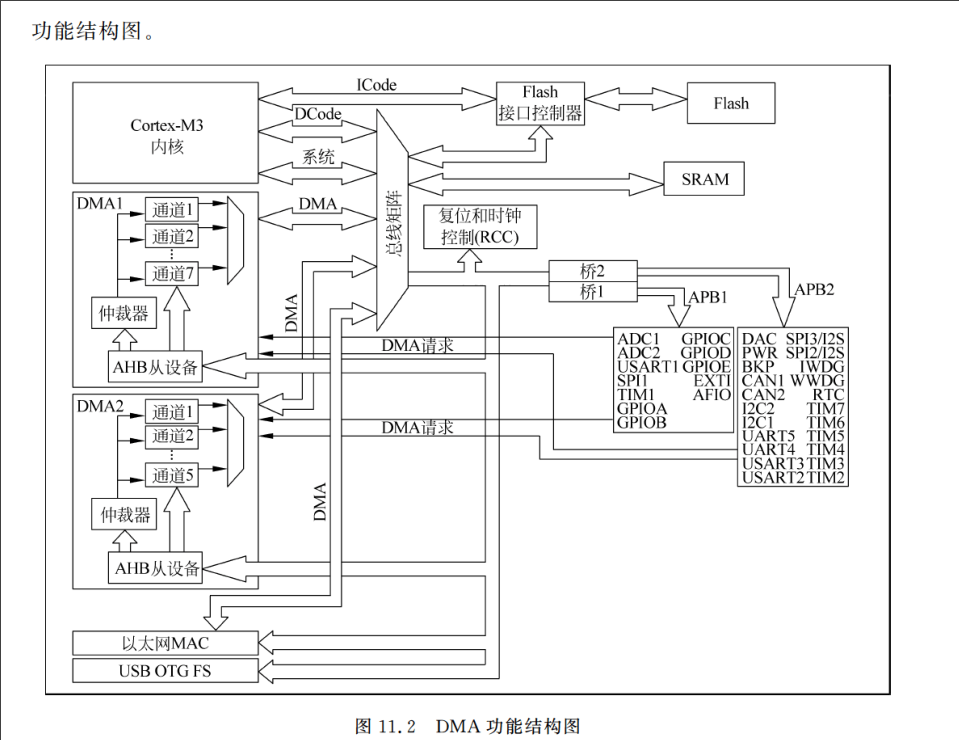 功能结构图。
ICode
Cortex-M3
内核
DCode
系统
Flash
接口控制器
Flash
SRAM
总线矩阵
复位和时钟
控制(RCC)
DMA1
通道1
通道2
⋮
通道7
仲裁器
AHB从设备
DMA
DMA
桥2
桥1
APB1
APB2
DMA请求
ADC1 GPIOC
ADC2 GPIOD
USART1 GPIOE
SPI1 EXTI
TIM1 AFIO
GPIOA
GPIOB
DAC SPI3/I2S
PWR SPI2/I2S
BKP IWDG
CAN1 WWDG
CAN2 RTC
I2C2 TIM7
I2C1 TIM6
UART5 TIM5
UART4 TIM4
USART3 TIM3
USART2 TIM2
DMA2
通道1
通道2
⋮
通道5
仲裁器
AHB从设备
DMA请求
DMA
以太网MAC
USB OTG FS
图 11.2 DMA 功能结构图